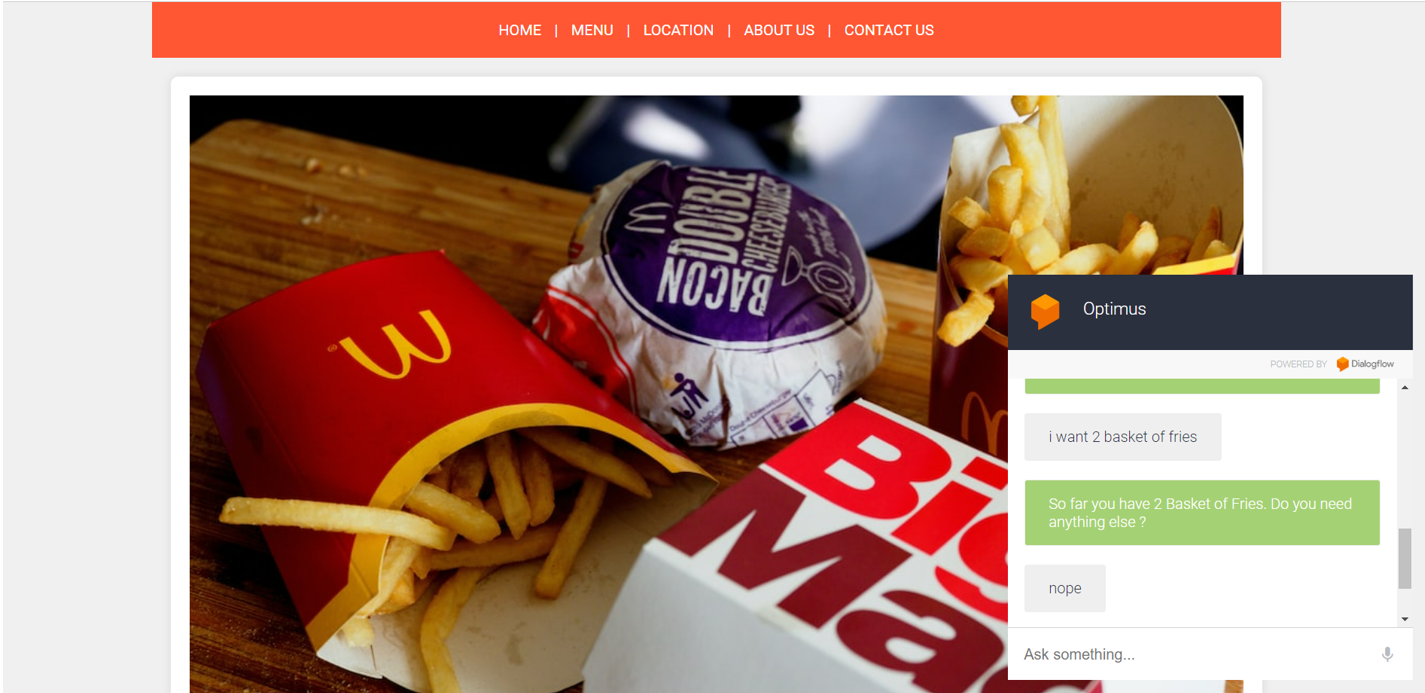 HOME | MENU | LOCATION | ABOUT US | CONTACT US
BACON
DOUBLE
CHEESEBURGER
Big
Mac
Optimus
POWERED BY Dialogflow
i want 2 basket of fries
So far you have 2 Basket of Fries. Do you need
anything else ?
nope
Ask something...